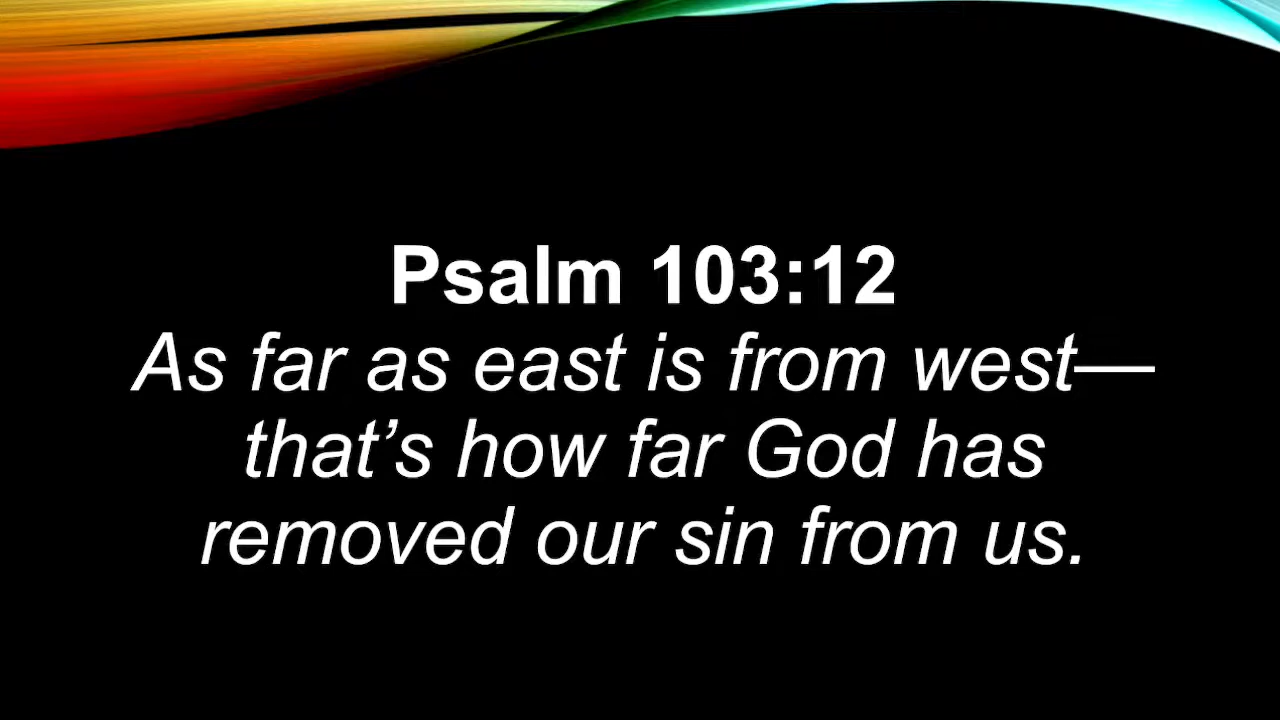 Psalm 103:12
As far as east is from west—
that’s how far God has
removed our sin from us.